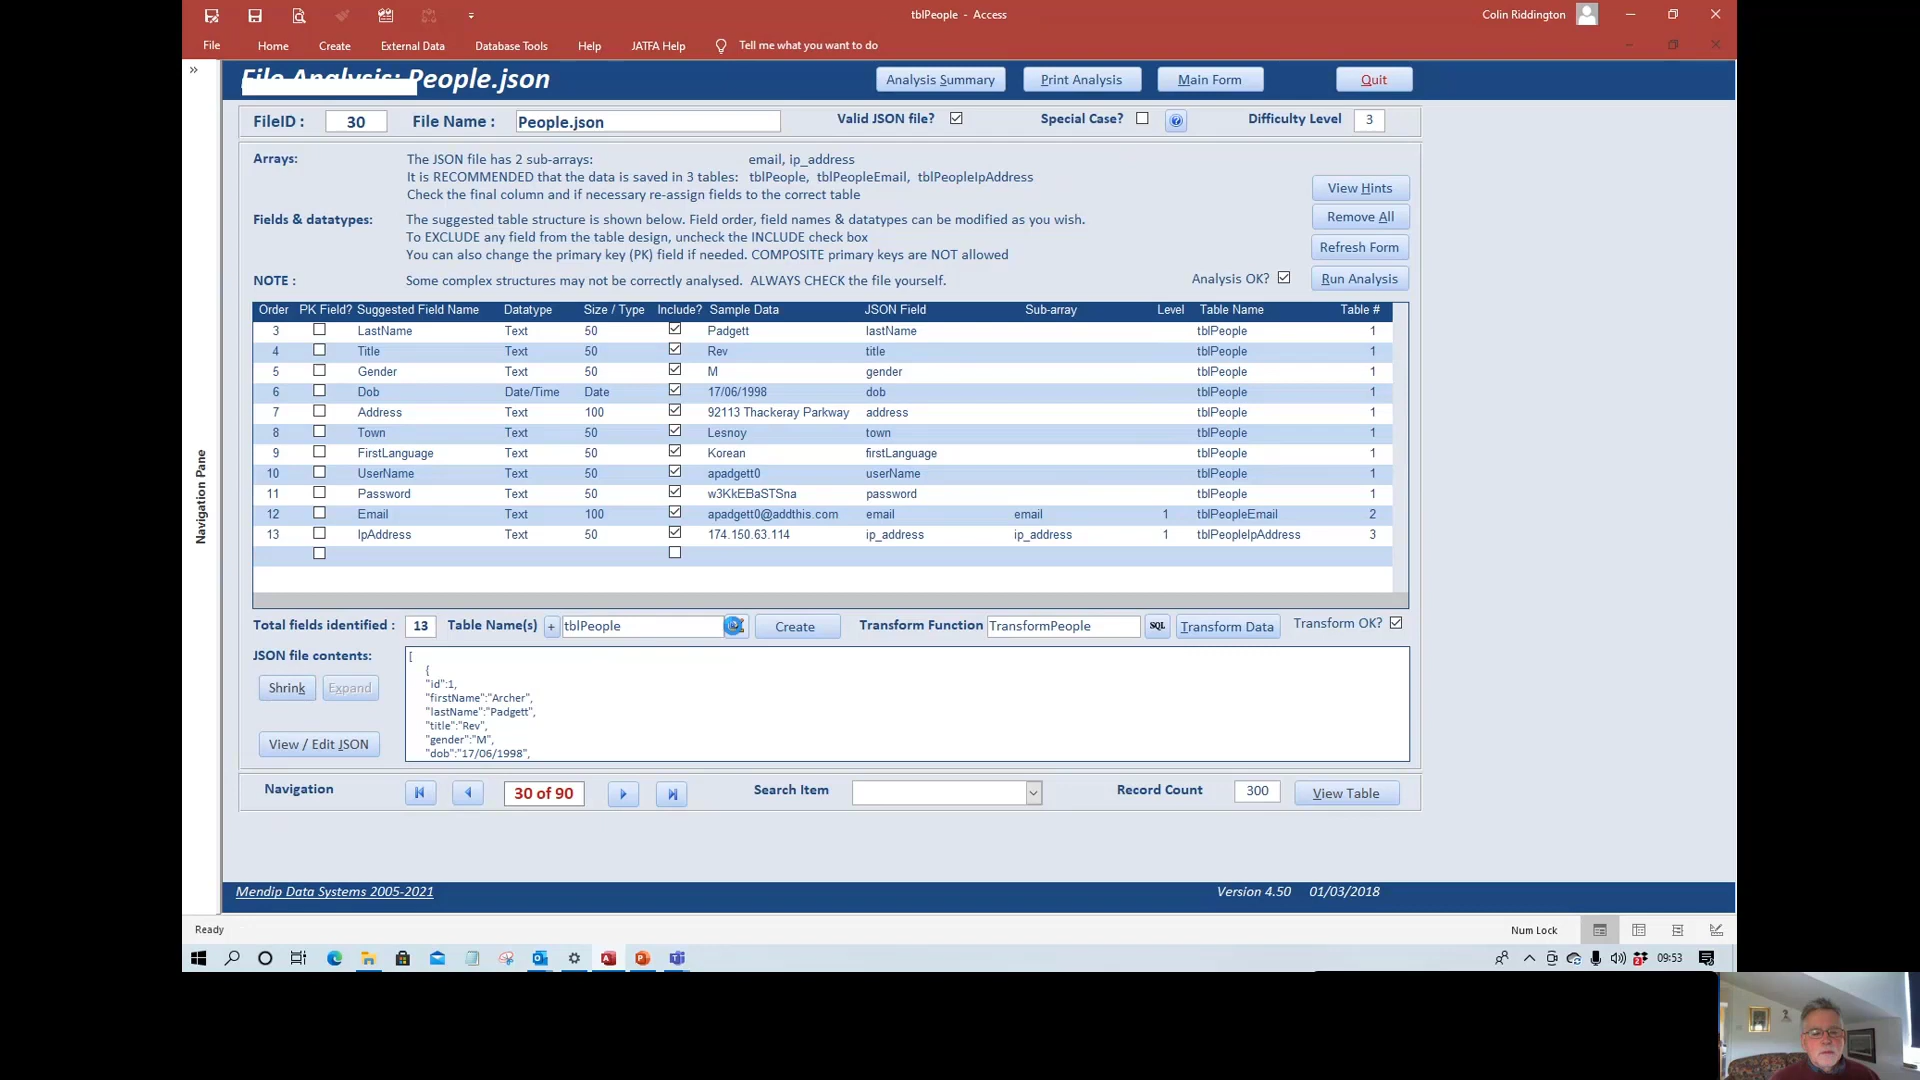 tblPeople - Access
Colin Riddington
File Home Create External Data Database Tools Help JATFA Help Tell me what you want to do
File Analysis: People.json
Analysis Summary Print Analysis Main Form Quit
FileID : 30 File Name : People.json Valid JSON file? Special Case? Difficulty Level 3
Arrays: The JSON file has 2 sub-arrays: email, ip_address
It is RECOMMENDED that the data is saved in 3 tables: tblPeople, tblPeopleEmail, tblPeopleIpAddress
Check the final column and if necessary re-assign fields to the correct table
View Hints
Remove All
Fields & datatypes: The suggested table structure is shown below. Field order, field names & datatypes can be modified as you wish.
To EXCLUDE any field from the table design, uncheck the INCLUDE check box
You can also change the primary key (PK) field if needed. COMPOSITE primary keys are NOT allowed
Refresh Form
NOTE : Some complex structures may not be correctly analysed. ALWAYS CHECK the file yourself.
Analysis OK? Run Analysis
Order PK Field? Suggested Field Name Datatype Size / Type Include? Sample Data JSON Field Sub-array Level Table Name Table #
3 LastName Text 50 Padgett lastName tblPeople 1
4 Title Text 50 Rev title tblPeople 1
5 Gender Text 50 M gender tblPeople 1
6 Dob Date/Time Date 17/06/1998 dob tblPeople 1
7 Address Text 100 92113 Thackeray Parkway address tblPeople 1
8 Town Text 50 Lesnoy town tblPeople 1
9 FirstLanguage Text 50 Korean firstLanguage tblPeople 1
10 UserName Text 50 apadgett0 userName tblPeople 1
11 Password Text 50 w3KkEBaSTSna password tblPeople 1
12 Email Text 100 apadgett0@addthis.com email email 1 tblPeopleEmail 2
13 IpAddress Text 50 174.150.63.114 ip_address ip_address 1 tblPeopleIpAddress 3
Total fields identified : 13 Table Name(s) + tblPeople Create Transform Function TransformPeople SQL Transform Data Transform OK?
JSON file contents:
Shrink Expand
View / Edit JSON
[
{
"id":1,
"firstName":"Archer",
"lastName":"Padgett",
"title":"Rev",
"gender":"M",
"dob":"17/06/1998",
Navigation 30 of 90 Search Item Record Count 300 View Table
Mendip Data Systems 2005-2021 Version 4.50 01/03/2018
Navigation Pane
Ready Num Lock
09:53